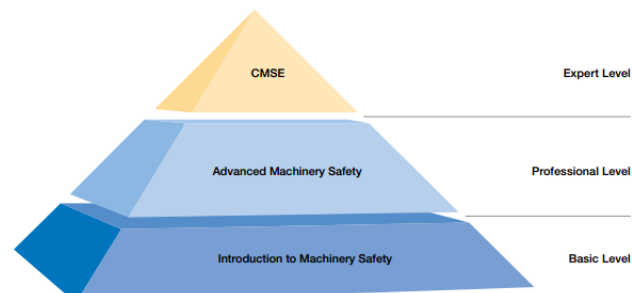 CMSE
Expert Level
Advanced Machinery Safety
Professional Level
Introduction to Machinery Safety
Basic Level